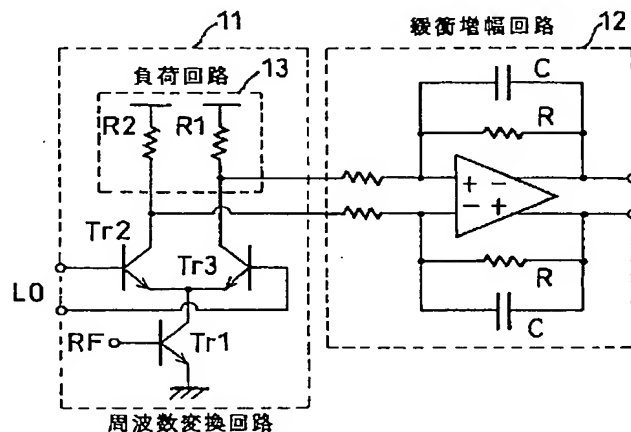 11
緩衝増幅回路
12
負荷回路
13
R2
R1
C
R
+ -
- +
Tr2
Tr3
LO
R
C
RF
Tr1
周波数変換回路